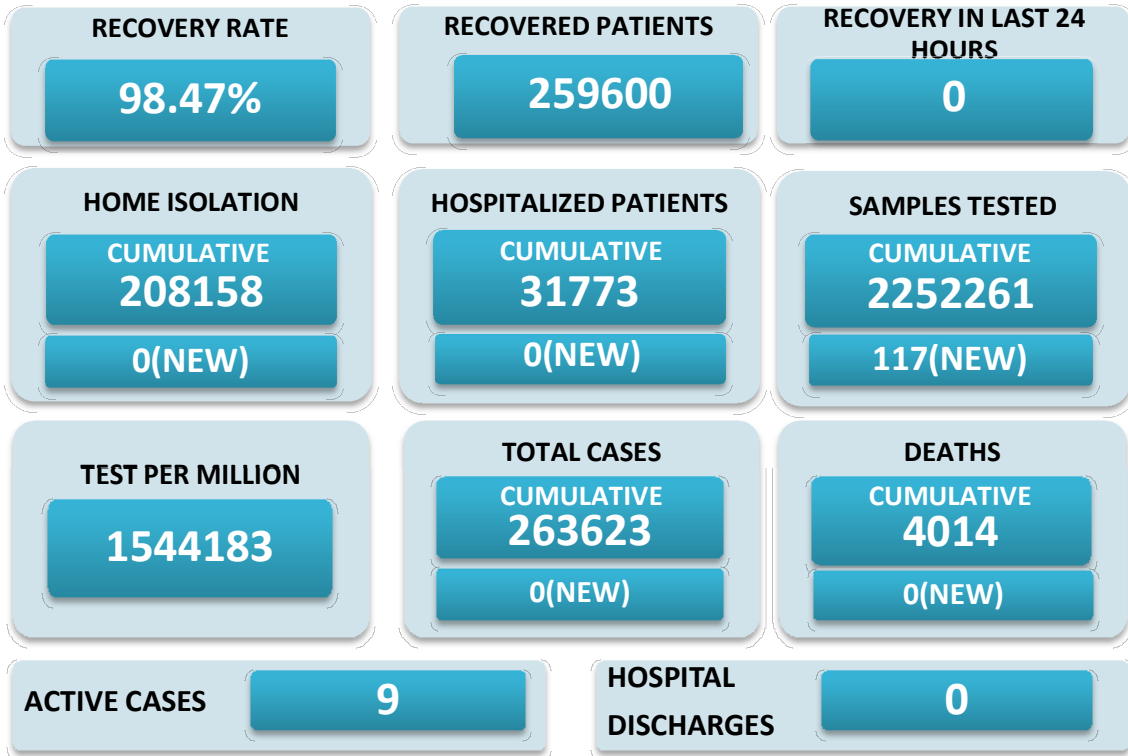 RECOVERY RATE
98.47%
RECOVERED PATIENTS
259600
RECOVERY IN LAST 24
HOURS
0
HOME ISOLATION
CUMULATIVE
208158
0(NEW)
HOSPITALIZED PATIENTS
CUMULATIVE
31773
0(NEW)
SAMPLES TESTED
CUMULATIVE
2252261
117(NEW)
TEST PER MILLION
1544183
TOTAL CASES
CUMULATIVE
263623
0(NEW)
DEATHS
CUMULATIVE
4014
0(NEW)
ACTIVE CASES
9
HOSPITAL
DISCHARGES
0